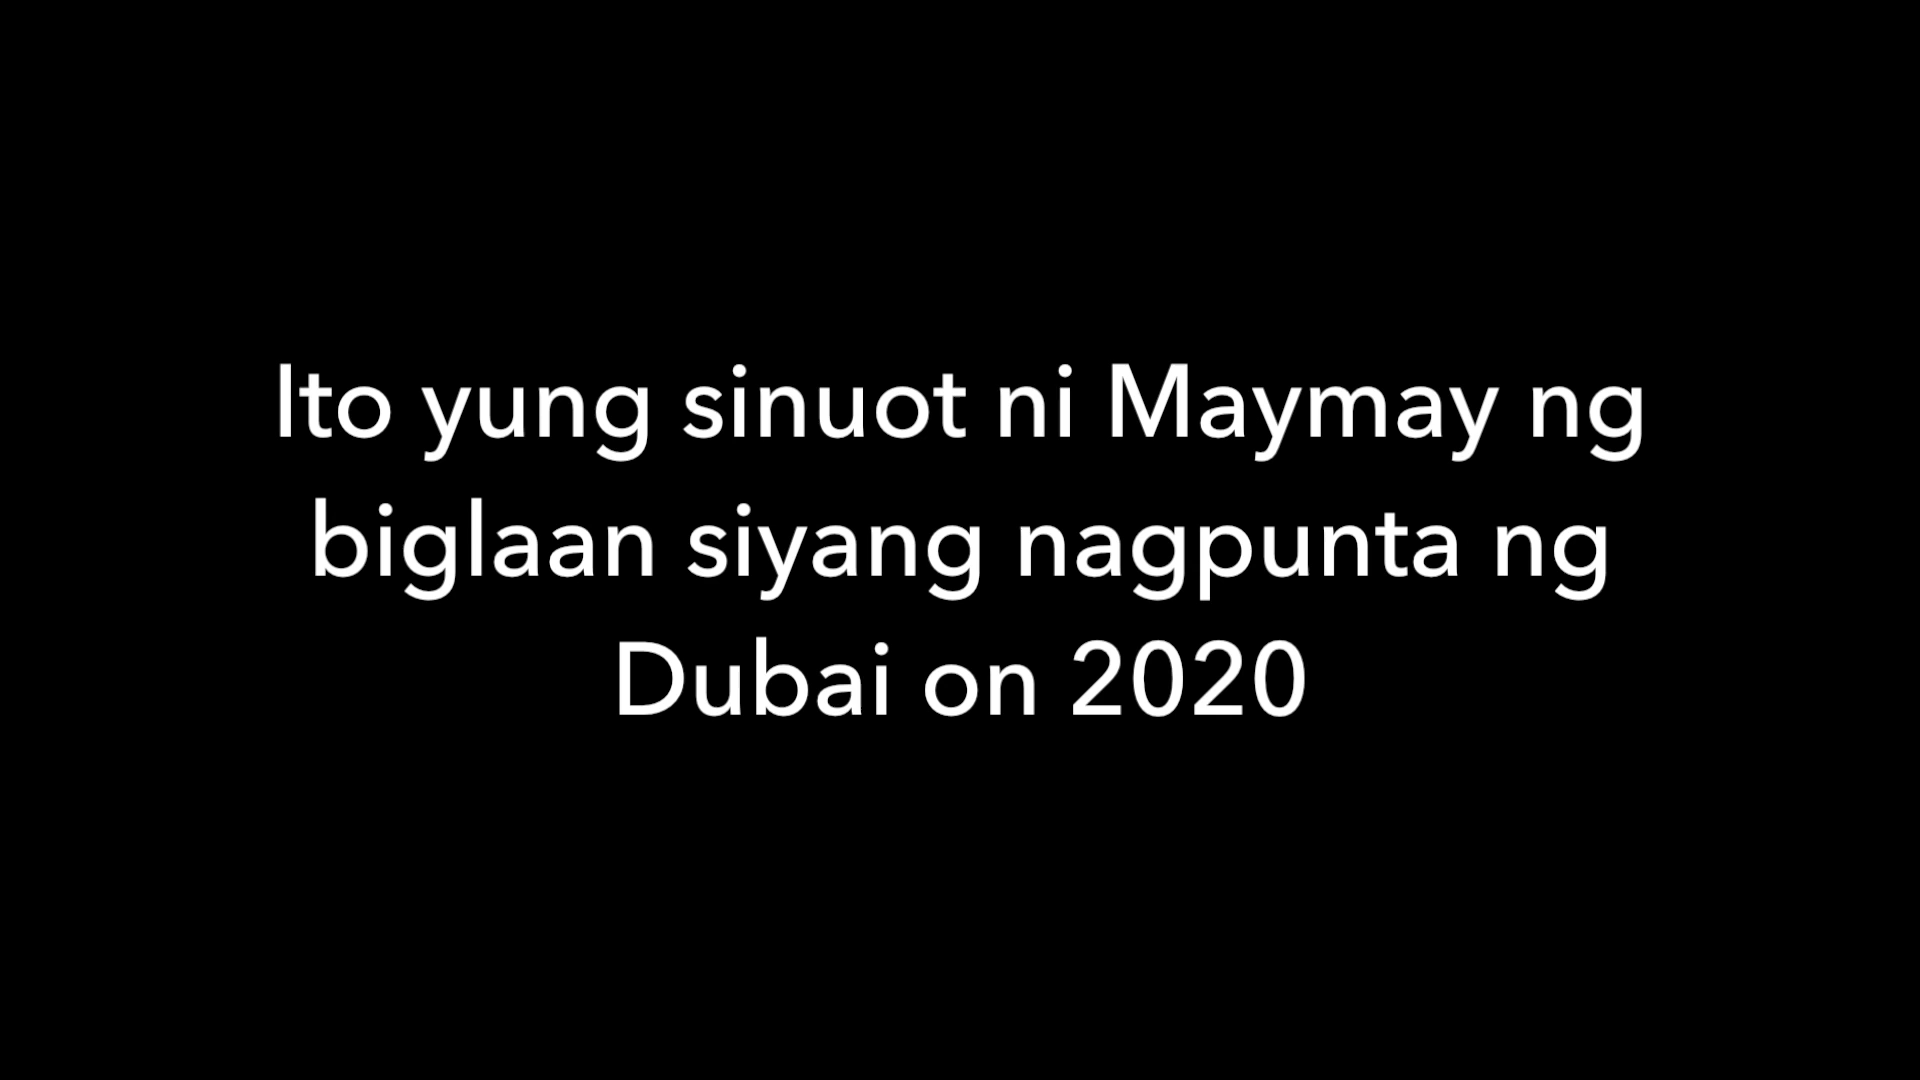 Ito yung sinuot ni Maymay ng
biglaan siyang nagpunta ng
Dubai on 2020